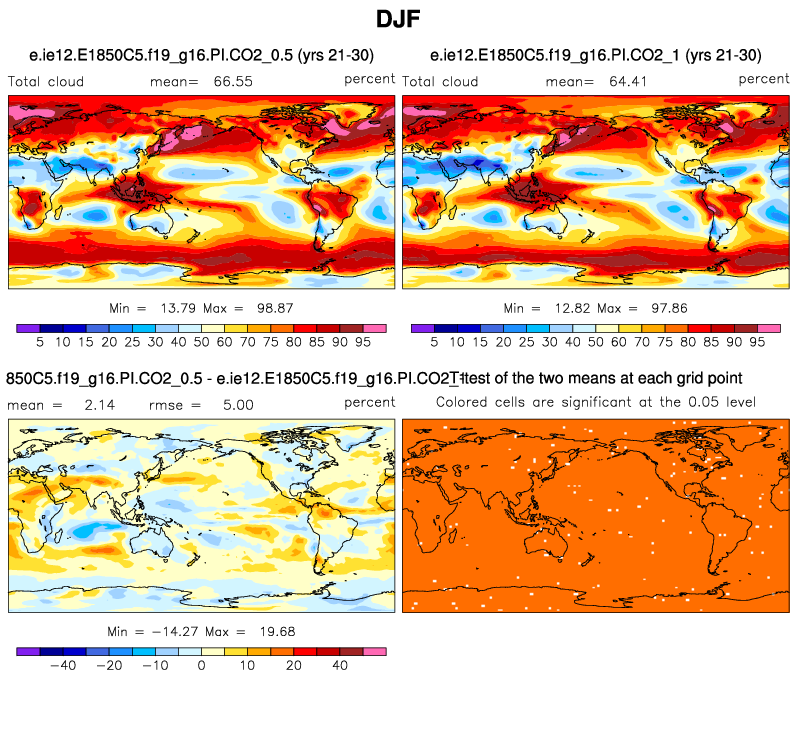 DJF
e.ie12.E1850C5.f19_g16.PI.CO2_0.5 (yrs 21-30)
Total cloud mean= 66.55 percent
Min = 13.79 Max = 98.87
5 10 15 20 25 30 40 50 60 70 75 80 85 90 95
e.ie12.E1850C5.f19_g16.PI.CO2_1 (yrs 21-30)
Total cloud mean= 64.41 percent
Min = 12.82 Max = 97.86
5 10 15 20 25 30 40 50 60 70 75 80 85 90 95
850C5.f19_g16.PI.CO2_0.5 - e.ie12.E1850C5.f19_g16.PI.CO2_
mean = 2.14 rmse = 5.00 percent
Min = -14.27 Max = 19.68
-40 -20 -10 0 10 20 40
T-test of the two means at each grid point
Colored cells are significant at the 0.05 level